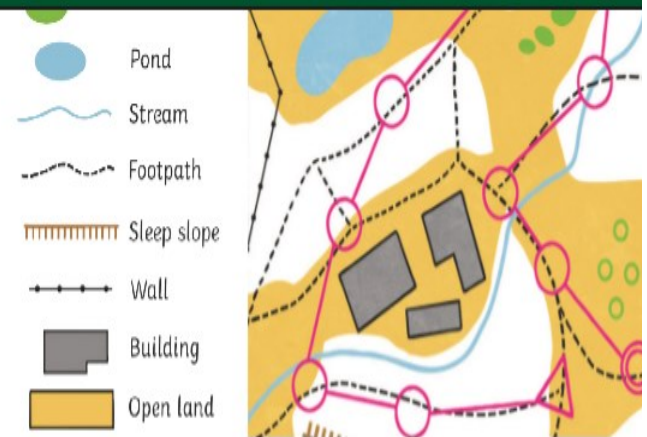 Pond
Stream
Footpath
Sleep slope
Wall
Building
Open land